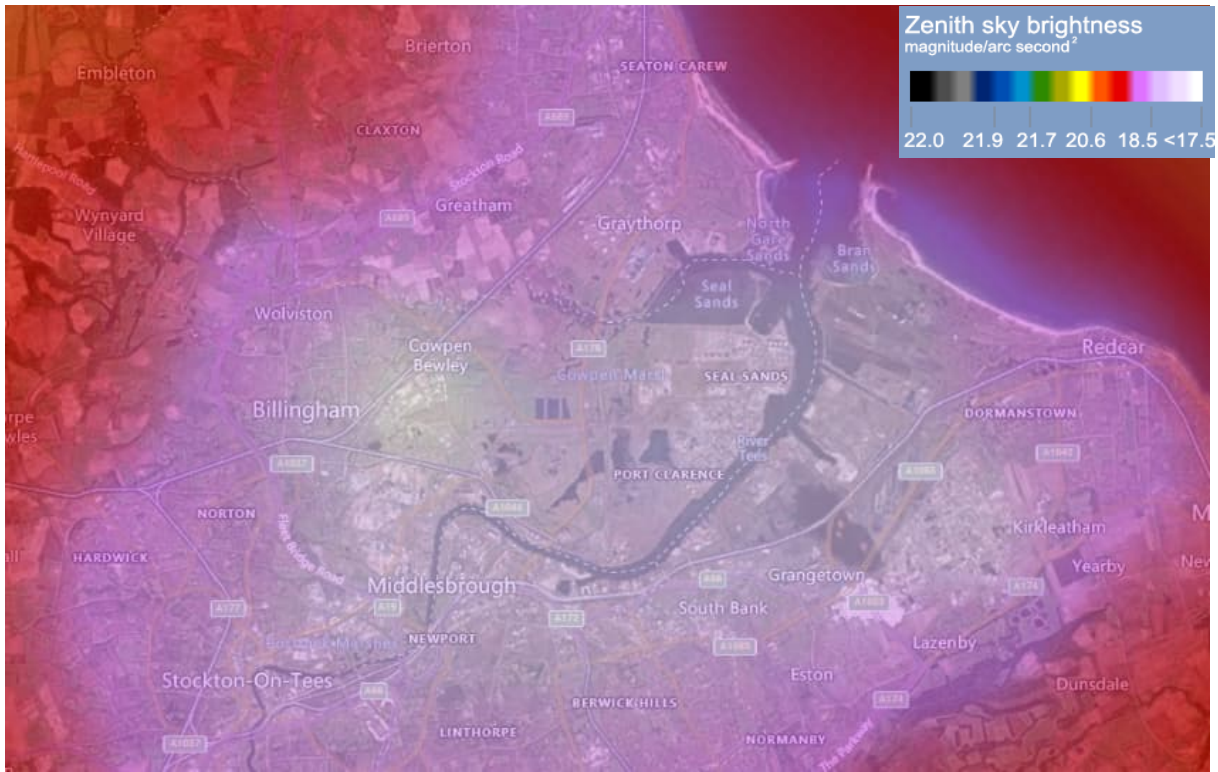 Zenith sky brightness
magnitude/arc second²
22.0 21.9 21.7 20.6 18.5 <17.5
Brierton
Embleton
SEATON CAREW
A689
CLAXTON
Stockton Road
Hartlepool Road
Greatham
A689
Wynyard
Village
Graythorp
North
Gare
Sands
Bran
Sands
Seal
Sands
Wolviston
Cowpen
Bewley
A178
Redcar
Cowpen Marsh
SEAL SANDS
Billingham
DORMANSTOWN
River
Tees
A1042
A1027
PORT CLARENCE
A1046
NORTON
Kirkleatham
HARDWICK
Yearby
Middlesbrough
A66
Grangetown
A174
A177
A19
South Bank
A1053
A172
NEWPORT
Lazenby
Stockton-On-Tees
Eston
Dunsdale
A66
A174
BERWICK HILLS
LINTHORPE
NORMANBY
The Parkway
A1027